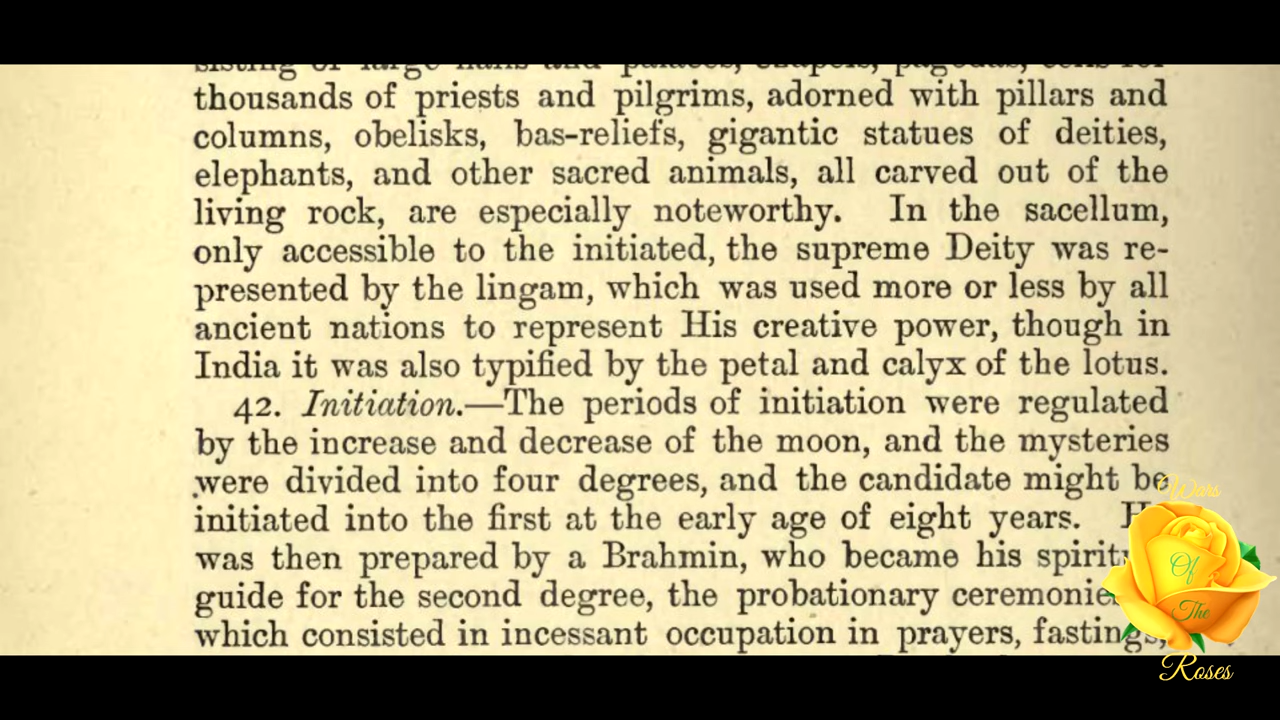 thousands of priests and pilgrims, adorned with pillars and
columns, obelisks, bas-reliefs, gigantic statues of deities,
elephants, and other sacred animals, all carved out of the
living rock, are especially noteworthy. In the sacellum,
only accessible to the initiated, the supreme Deity was re-
presented by the lingam, which was used more or less by all
ancient nations to represent His creative power, though in
India it was also typified by the petal and calyx of the lotus.
42. Initiation.—The periods of initiation were regulated
by the increase and decrease of the moon, and the mysteries
were divided into four degrees, and the candidate might be
initiated into the first at the early age of eight years.
was then prepared by a Brahmin, who became his
guide for the second degree, the probationary
which consisted in incessant occupation in prayers, fastings,
Wars
Of
The
Roses